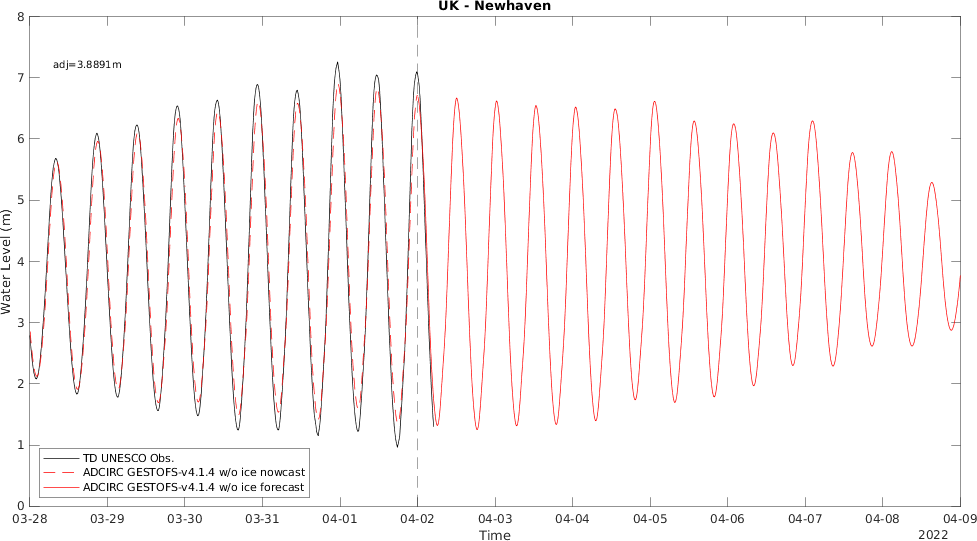 UK - Newhaven
8
adj=3.8891m
7
6
5
4
3
2
1
0
Water Level (m)
TD UNESCO Obs.
ADCIRC GESTOFS-v4.1.4 w/o ice nowcast
ADCIRC GESTOFS-v4.1.4 w/o ice forecast
03-28 03-29 03-30 03-31 04-01 04-02 04-03 04-04 04-05 04-06 04-07 04-08 04-09
Time
2022